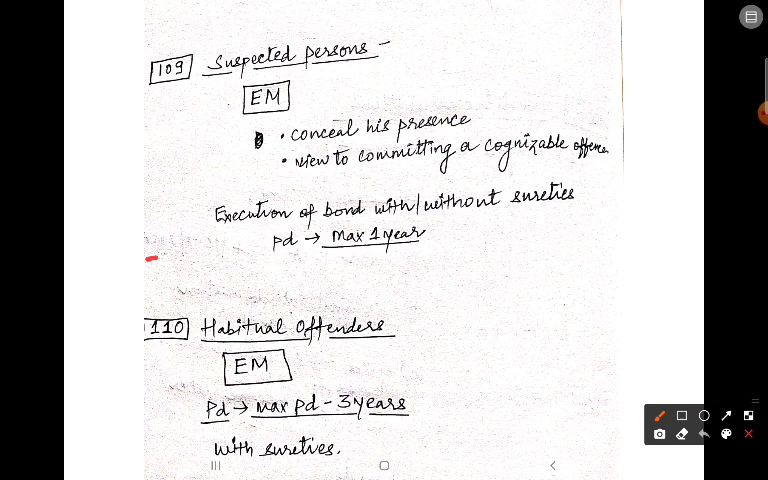 109 Suspected persons -
EM
• conceal his presence
• view to committing a cognizable offence
Execution of bond with/without sureties
pd → Max 1 year
110 Habitual Offenders
EM
Pd → max pd - 3 years
with sureties.